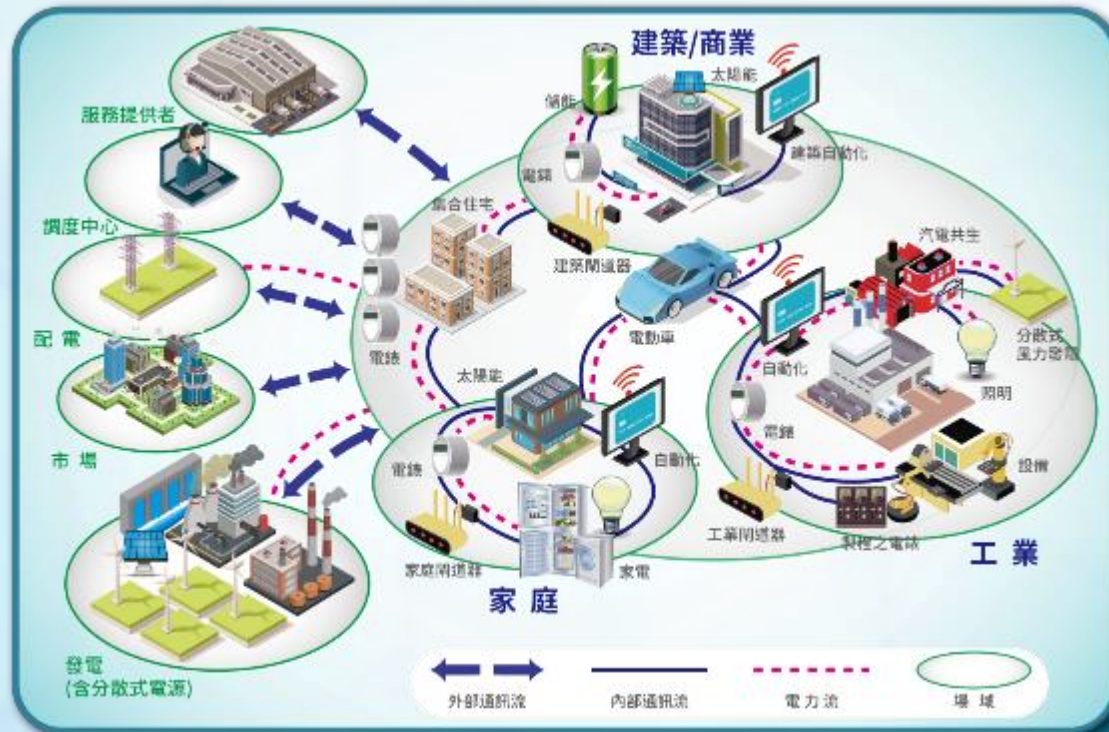 建築/商業
太陽能
儲能
服務提供者
建築自動化
電錶
調度中心
集合住宅
汽電共生
建築閘道器
電動車
配電
電錶
太陽能
自動化
分散式
風力發電
照明
電錶
市場
電錶
自動化
設備
工業閘道器
製程之電錶
工業
家庭閘道器
家電
家庭
發電
(含分散式電源)
外部通訊流
內部通訊流
電力流
場域